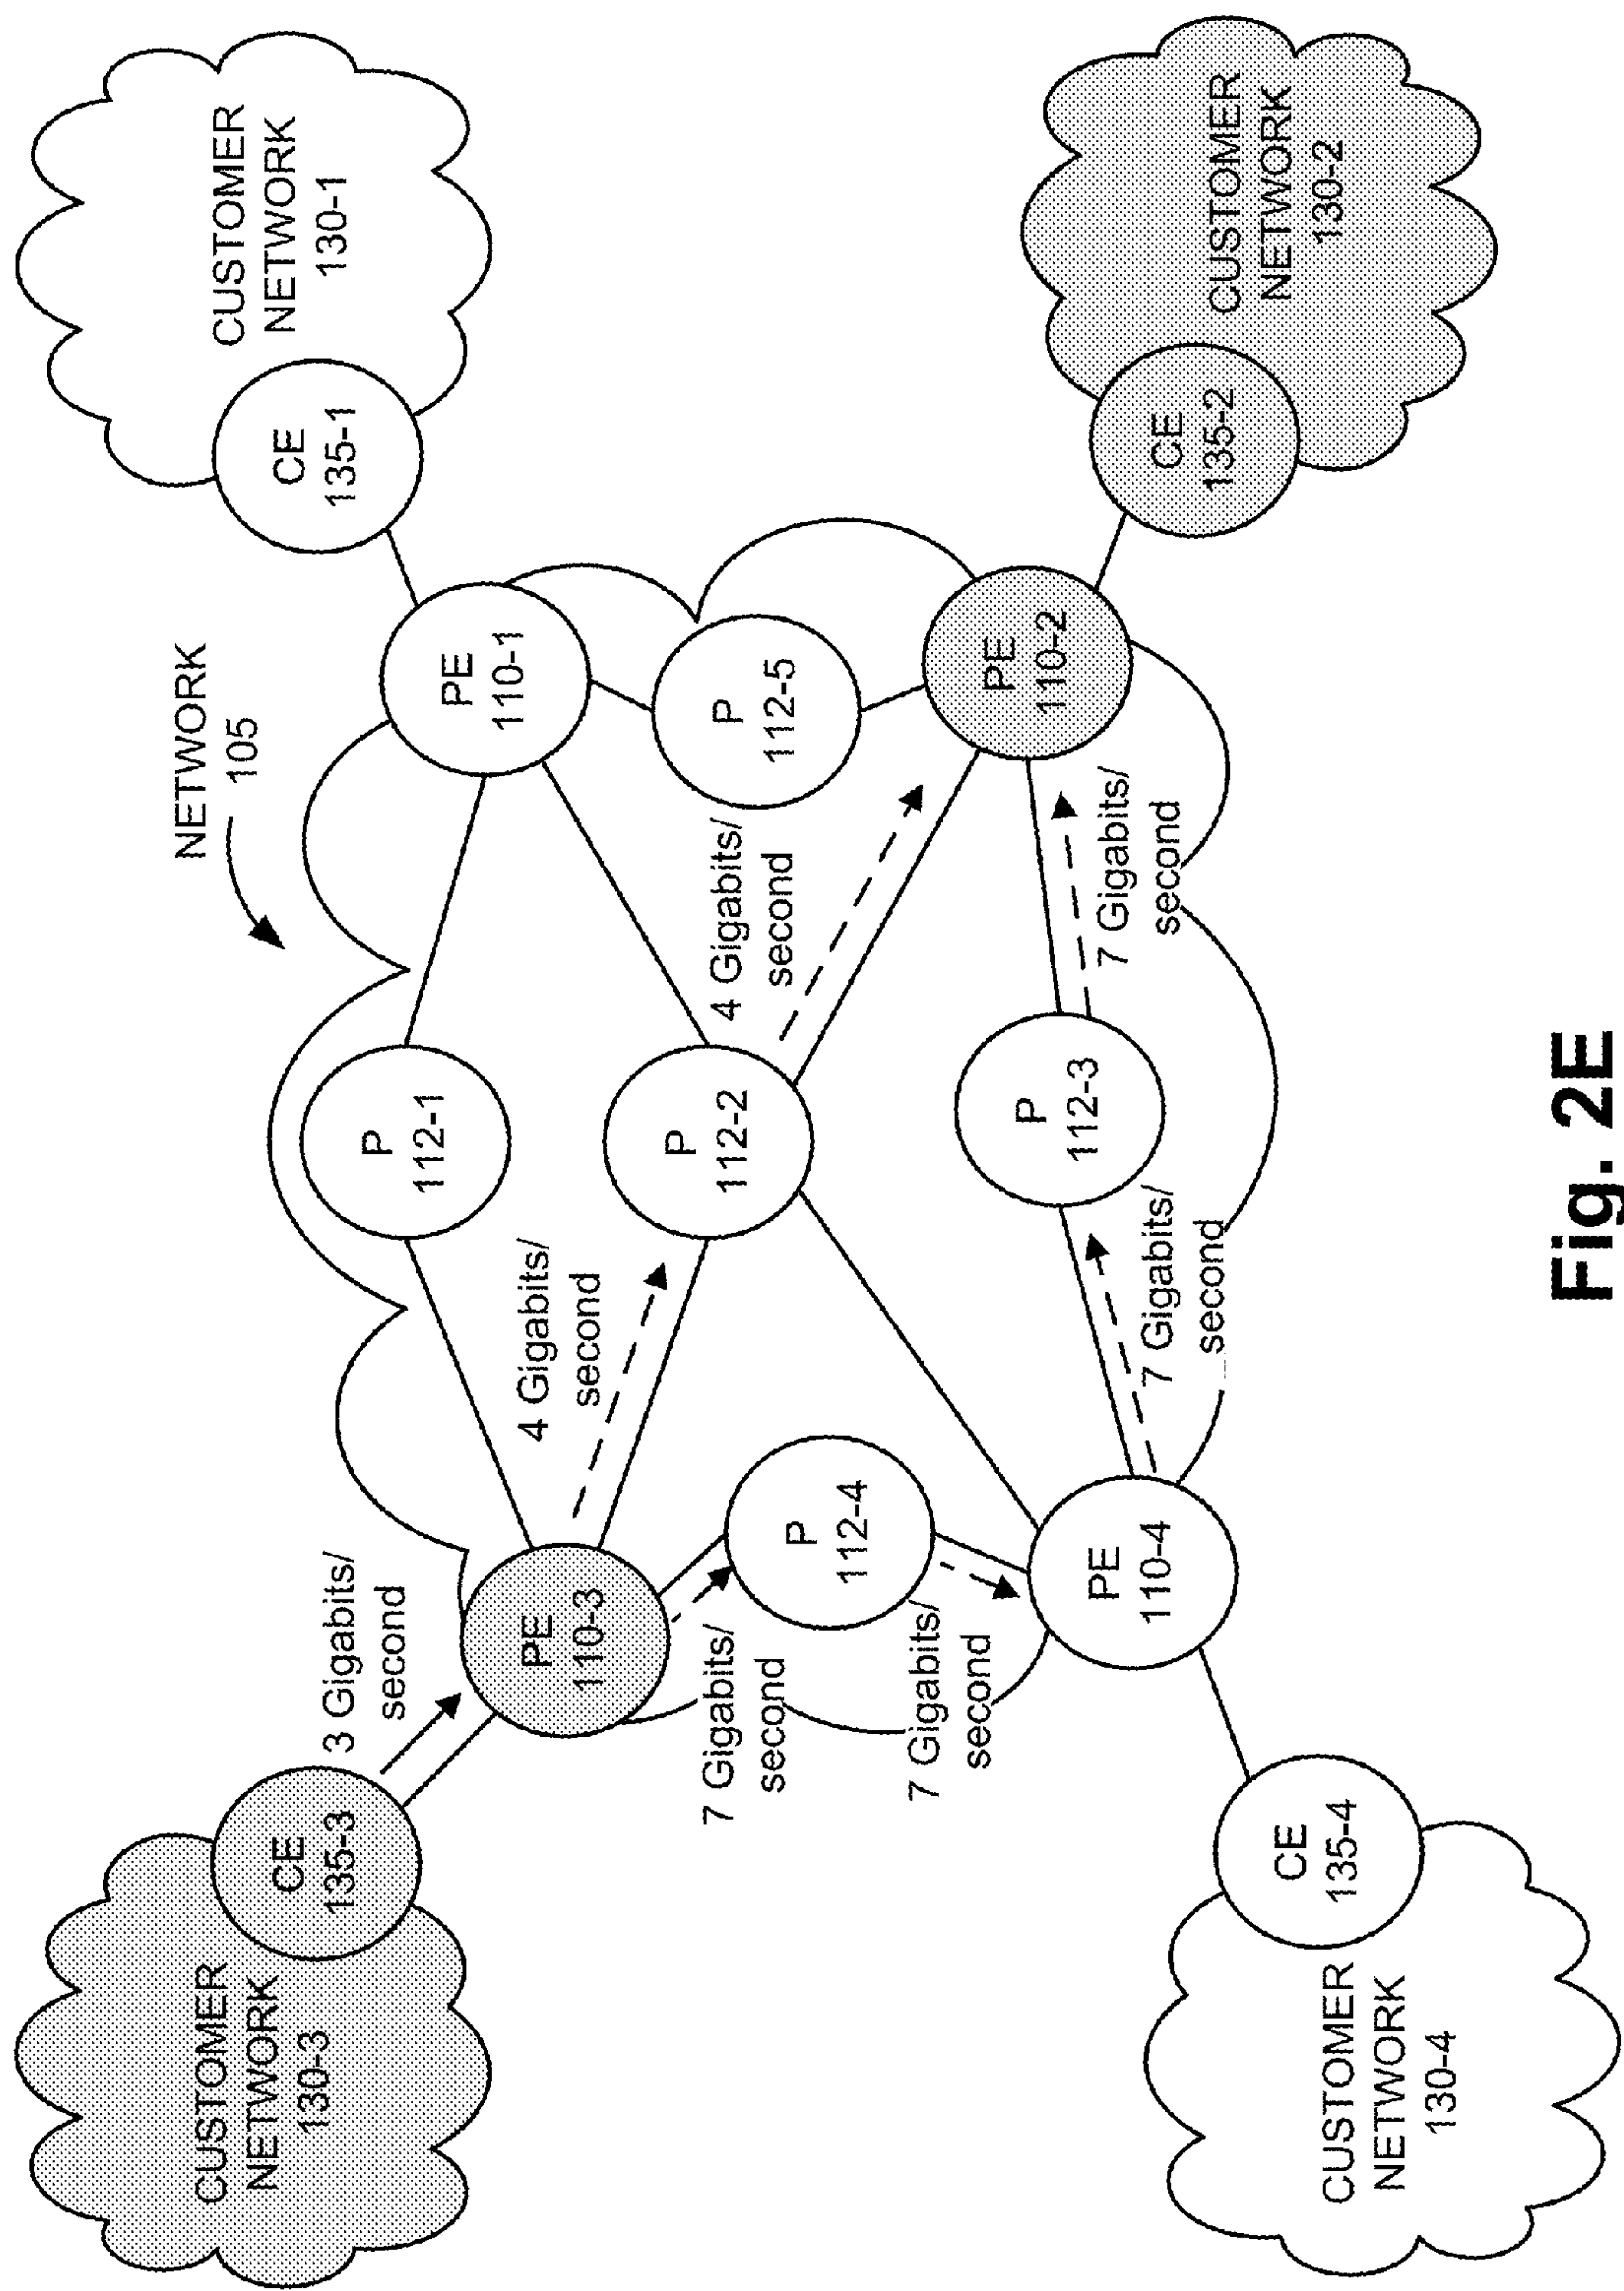 NETWORK
105
CUSTOMER
NETWORK
130-3
CE
135-3
3 Gigabits/
second
PE
110-3
4 Gigabits/
second
P
112-1
PE
110-1
CE
135-1
CUSTOMER
NETWORK
130-1
7 Gigabits/
second
P
112-4
P
112-2
4 Gigabits/
second
P
112-5
7 Gigabits/
second
PE
110-4
7 Gigabits/
second
P
112-3
7 Gigabits/
second
PE
110-2
CE
135-2
CUSTOMER
NETWORK
130-2
CUSTOMER
NETWORK
130-4
CE
135-4
Fig. 2E